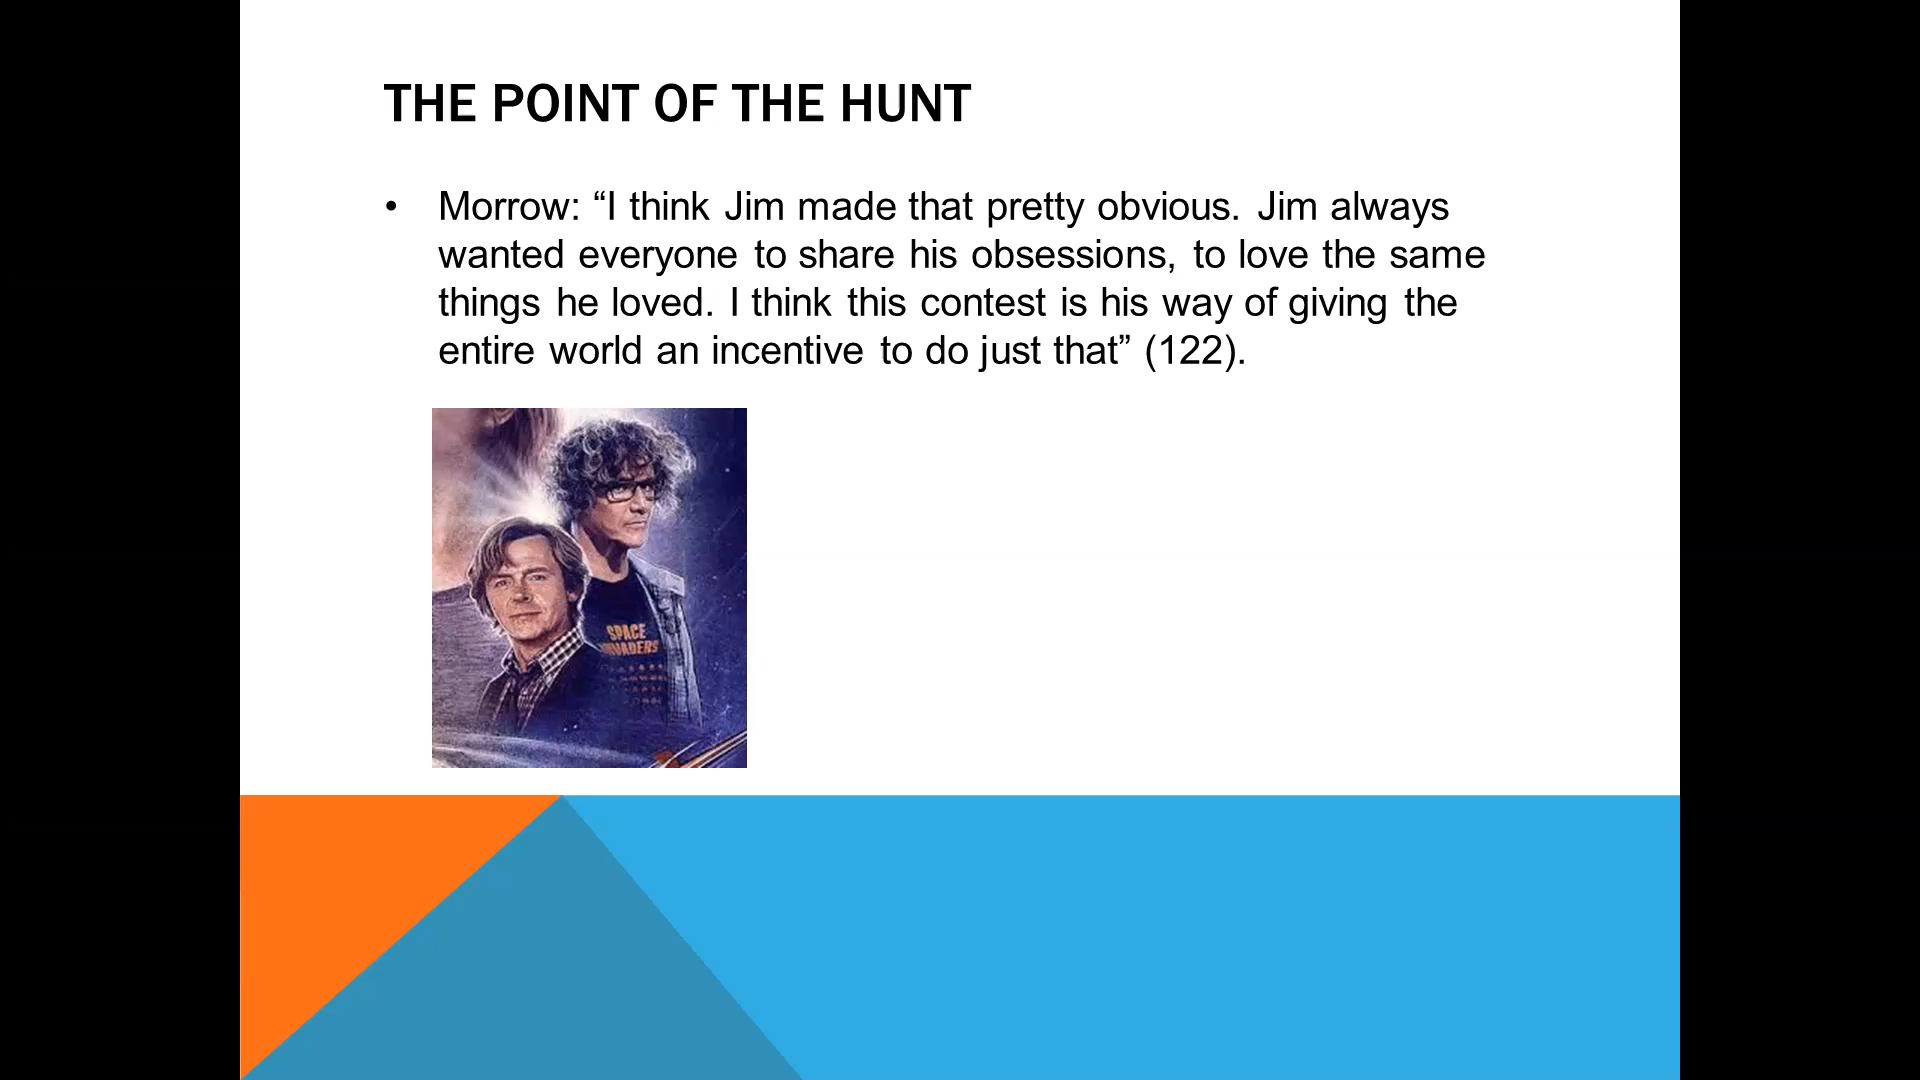 THE POINT OF THE HUNT
• Morrow: “I think Jim made that pretty obvious. Jim always
wanted everyone to share his obsessions, to love the same
things he loved. I think this contest is his way of giving the
entire world an incentive to do just that” (122).
SPACE
INVADERS